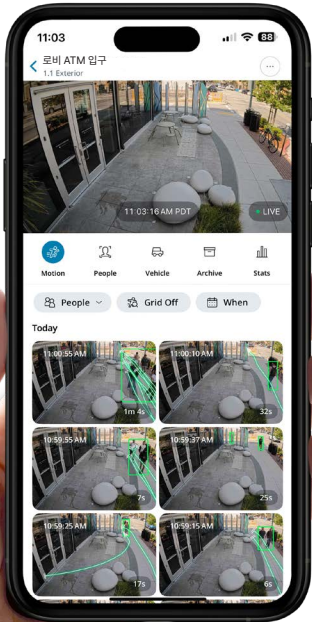 11:03
88
로비 ATM 입구
1.1 Exterior
11:03:16 AM PDT
LIVE
Motion
People
Vehicle
Archive
Stats
People
Grid Off
When
Today
11:00:55 AM
1m 4s
11:00:10 AM
32s
10:59:55 AM
7s
10:59:37 AM
25s
10:59:25 AM
17s
10:59:15 AM
6s